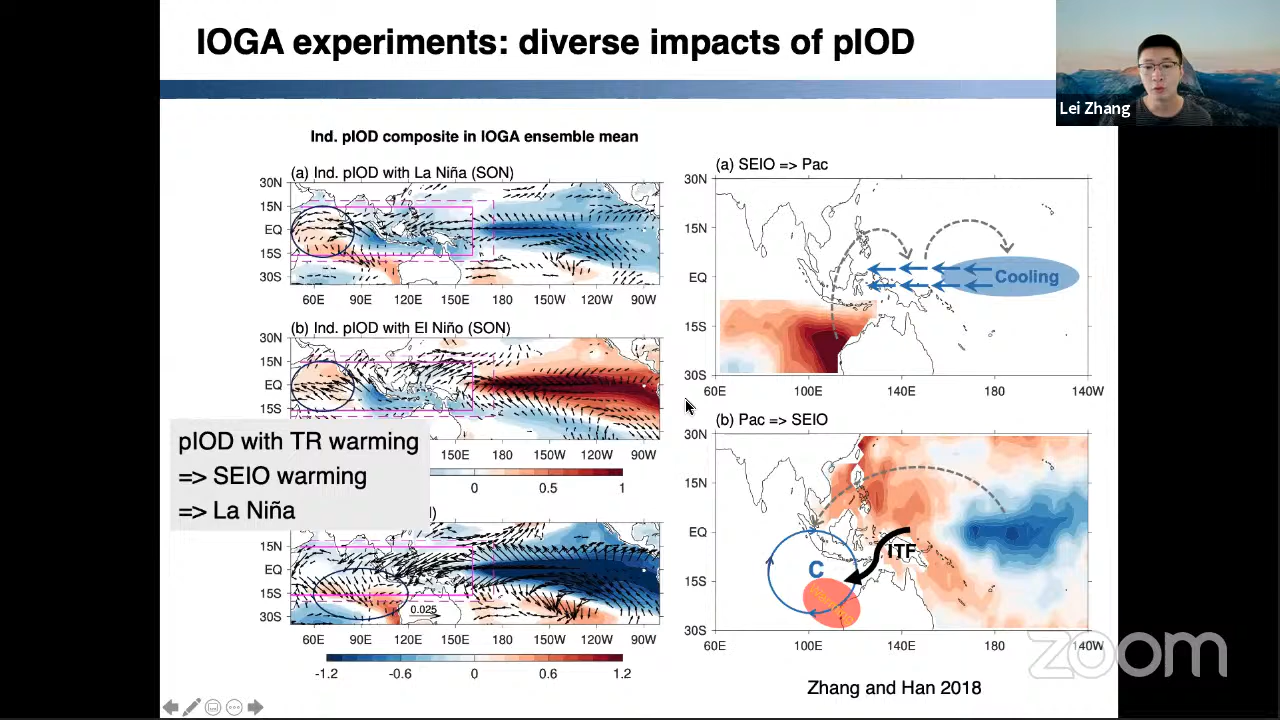 IOGA experiments: diverse impacts of pIOD
Lei Zhang
Ind. pIOD composite in IOGA ensemble mean
(a) Ind. pIOD with La Niña (SON)
30N
15N
EQ
15S
30S
60E 90E 120E 150E 180 150W 120W 90W
(b) Ind. pIOD with El Niño (SON)
30N
15N
EQ
15S
150E 180 150W 120W 90W
0 0.5 1
pIOD with TR warming
=> SEIO warming
=> La Niña
15N
EQ
15S
30S
0.025
60E 90E 120E 150E 180 150W 120W 90W
-1.2 -0.6 0 0.6 1.2
(a) SEIO => Pac
30N
15N
EQ
15S
30S
Cooling
60E 100E 140E 180 140W
(b) Pac => SEIO
30N
15N
EQ
15S
30S
ITF
C
60E 100E 140E 180 140W
Zhang and Han 2018
zoom